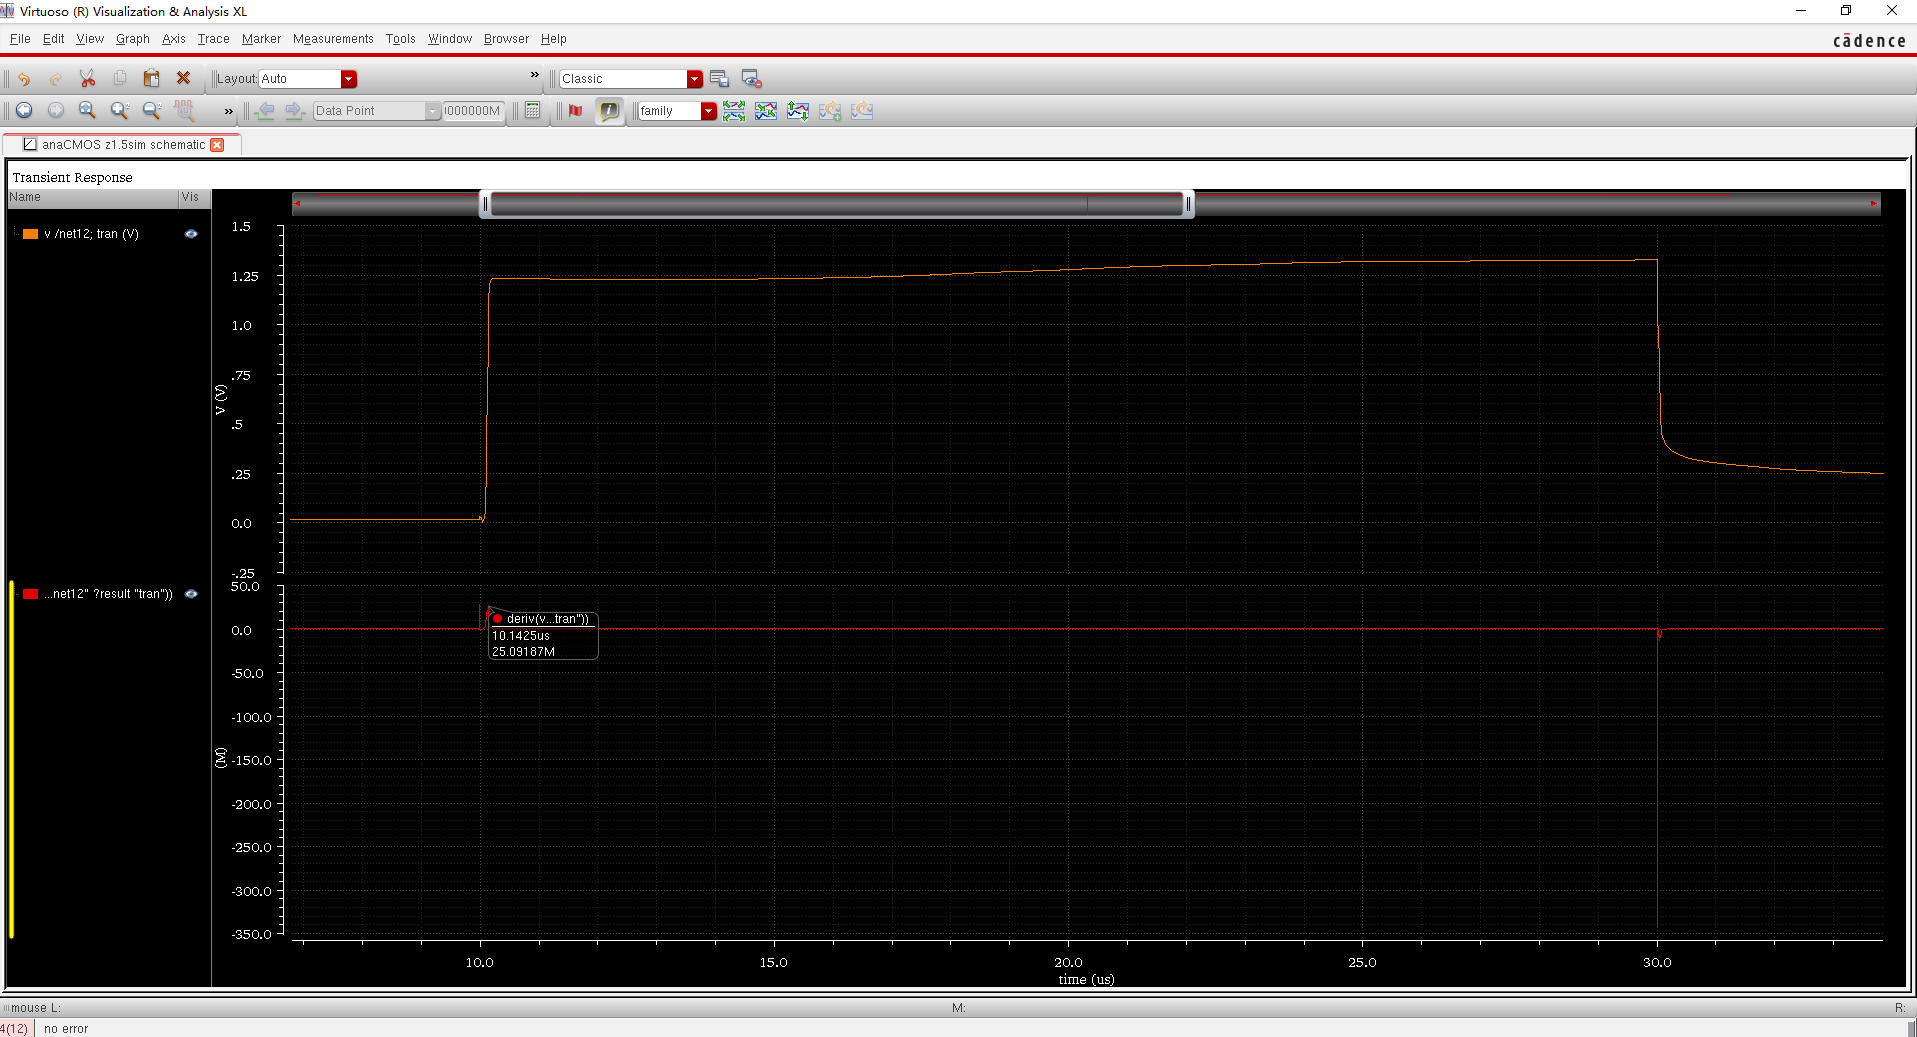 Virtuoso (R) Visualization & Analysis XL
File Edit View Graph Axis Trace Marker Measurements Tools Window Browser Help
cādence
Layout: Auto
»
Classic
»
Data Point
000000M
family
anaCMOS z1.5sim schematic
Transient Response
Name Vis
v /net12; tran (V)
1.5
1.25
1.0
.75
.5
.25
0.0
-.25
V (V)
...net12" ?result "tran"))
50.0
0.0
-50.0
-100.0
-150.0
-200.0
-250.0
-300.0
-350.0
(M)
deriv(v...tran"))
10.1425us
25.09187M
10.0 15.0 20.0 25.0 30.0
time (us)
mouse L: M: R:
4(12) no error